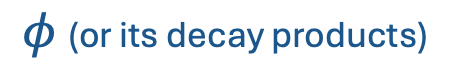 ϕ (or its decay products)